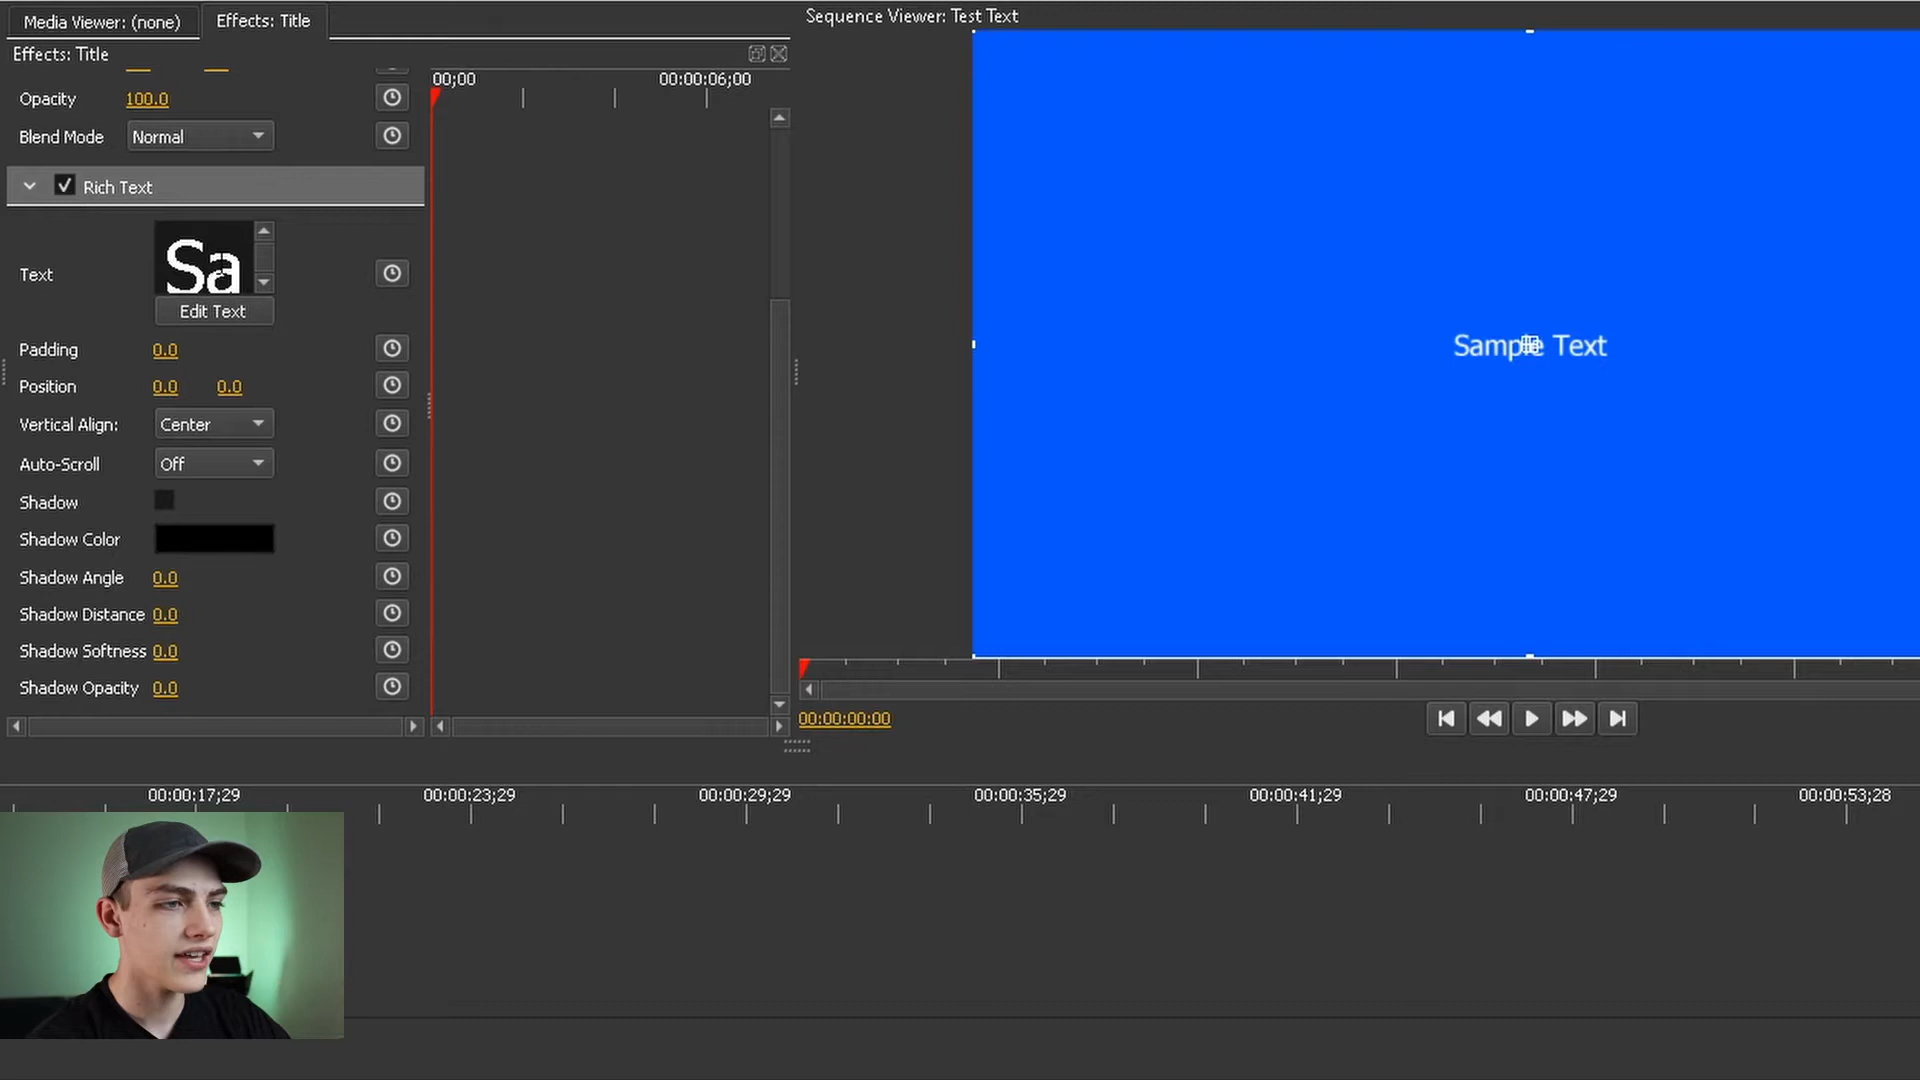 Media Viewer: (none)
Effects: Title
Sequence Viewer: Test Text
Effects: Title
00;00
00:00:06;00
Opacity
100.0
Blend Mode
Normal
Rich Text
Text
Sa
Edit Text
Sample Text
Padding
0.0
Position
0.0
0.0
Vertical Align:
Center
Auto-Scroll
Off
Shadow
Shadow Color
Shadow Angle
0.0
Shadow Distance
0.0
Shadow Softness
0.0
Shadow Opacity
0.0
00:00:00:00
00:00:17;29
00:00:23;29
00:00:29;29
00:00:35;29
00:00:41;29
00:00:47;29
00:00:53;28